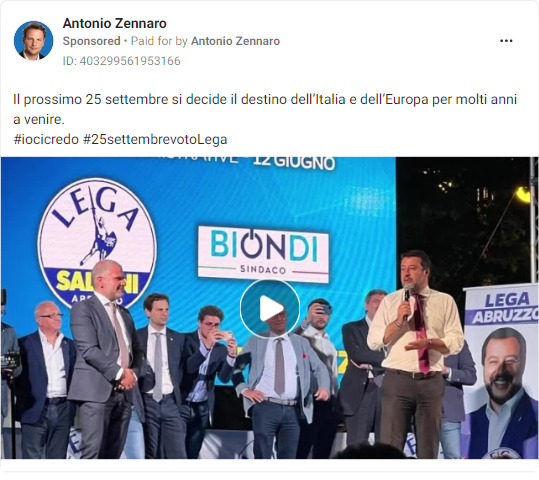 Antonio Zennaro
Sponsored • Paid for by Antonio Zennaro
ID: 403299561953166
Il prossimo 25 settembre si decide il destino dell'Italia e dell'Europa per molti anni
a venire.
#iocicredo #25settembrevotoLega
12 GIUGNO
LEGA
SALVINI
BIONDI
SINDACO
LEGA
ABRUZZO